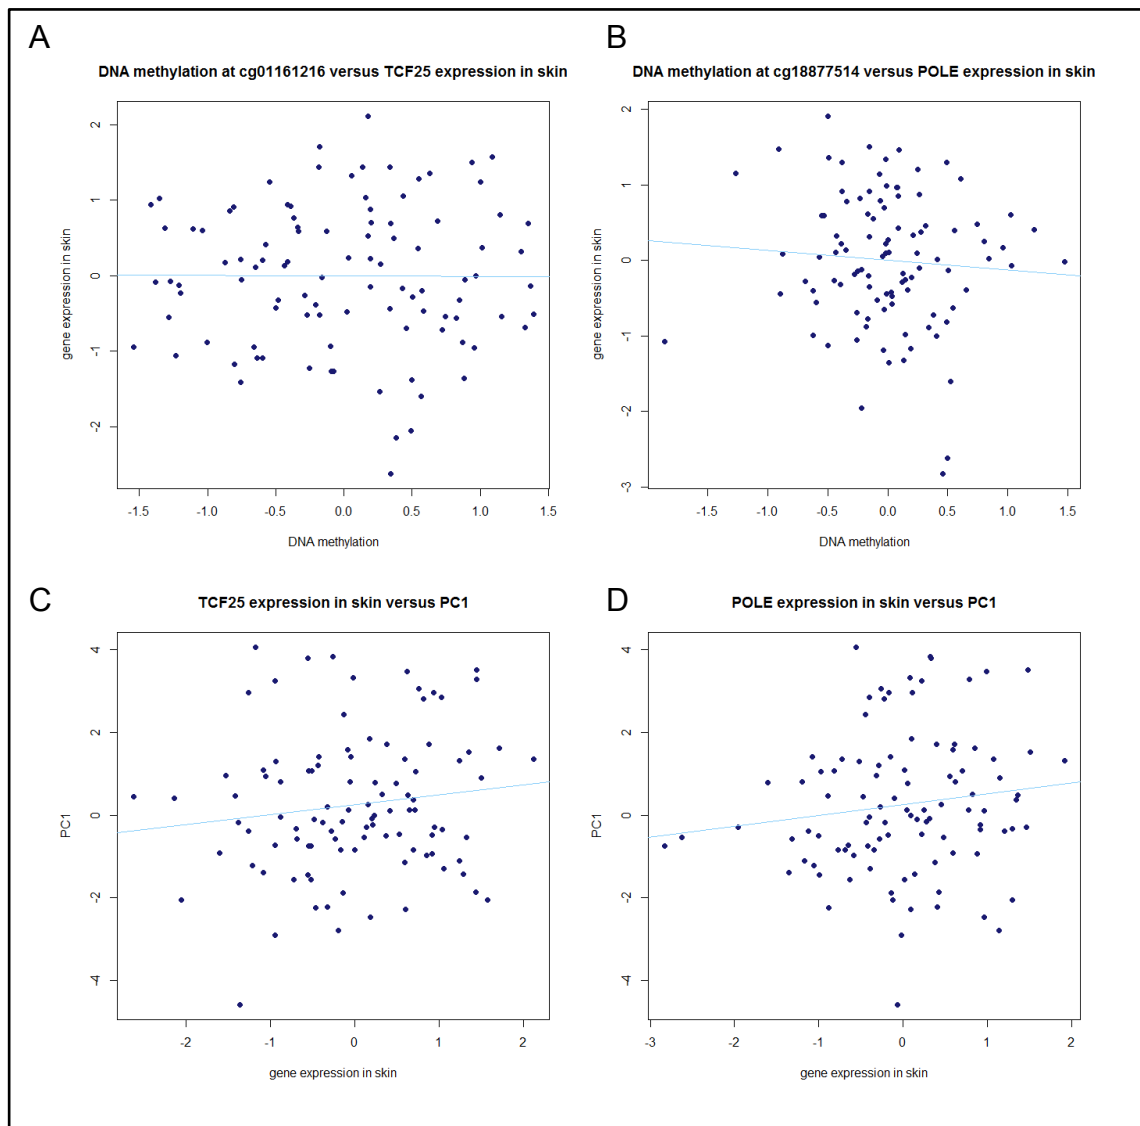 A
B
DNA methylation at cg01161216 versus TCF25 expression in skin
DNA methylation at cg18877514 versus POLE expression in skin
gene expression in skin
2
1
0
-1
-2
-1.5 -1.0 -0.5 0.0 0.5 1.0 1.5
DNA methylation
gene expression in skin
2
1
0
-1
-2
-3
-1.5 -1.0 -0.5 0.0 0.5 1.0 1.5
DNA methylation
C
D
TCF25 expression in skin versus PC1
POLE expression in skin versus PC1
PC1
4
2
0
-2
-4
-2 -1 0 1 2
gene expression in skin
PC1
4
2
0
-2
-4
-3 -2 -1 0 1 2
gene expression in skin